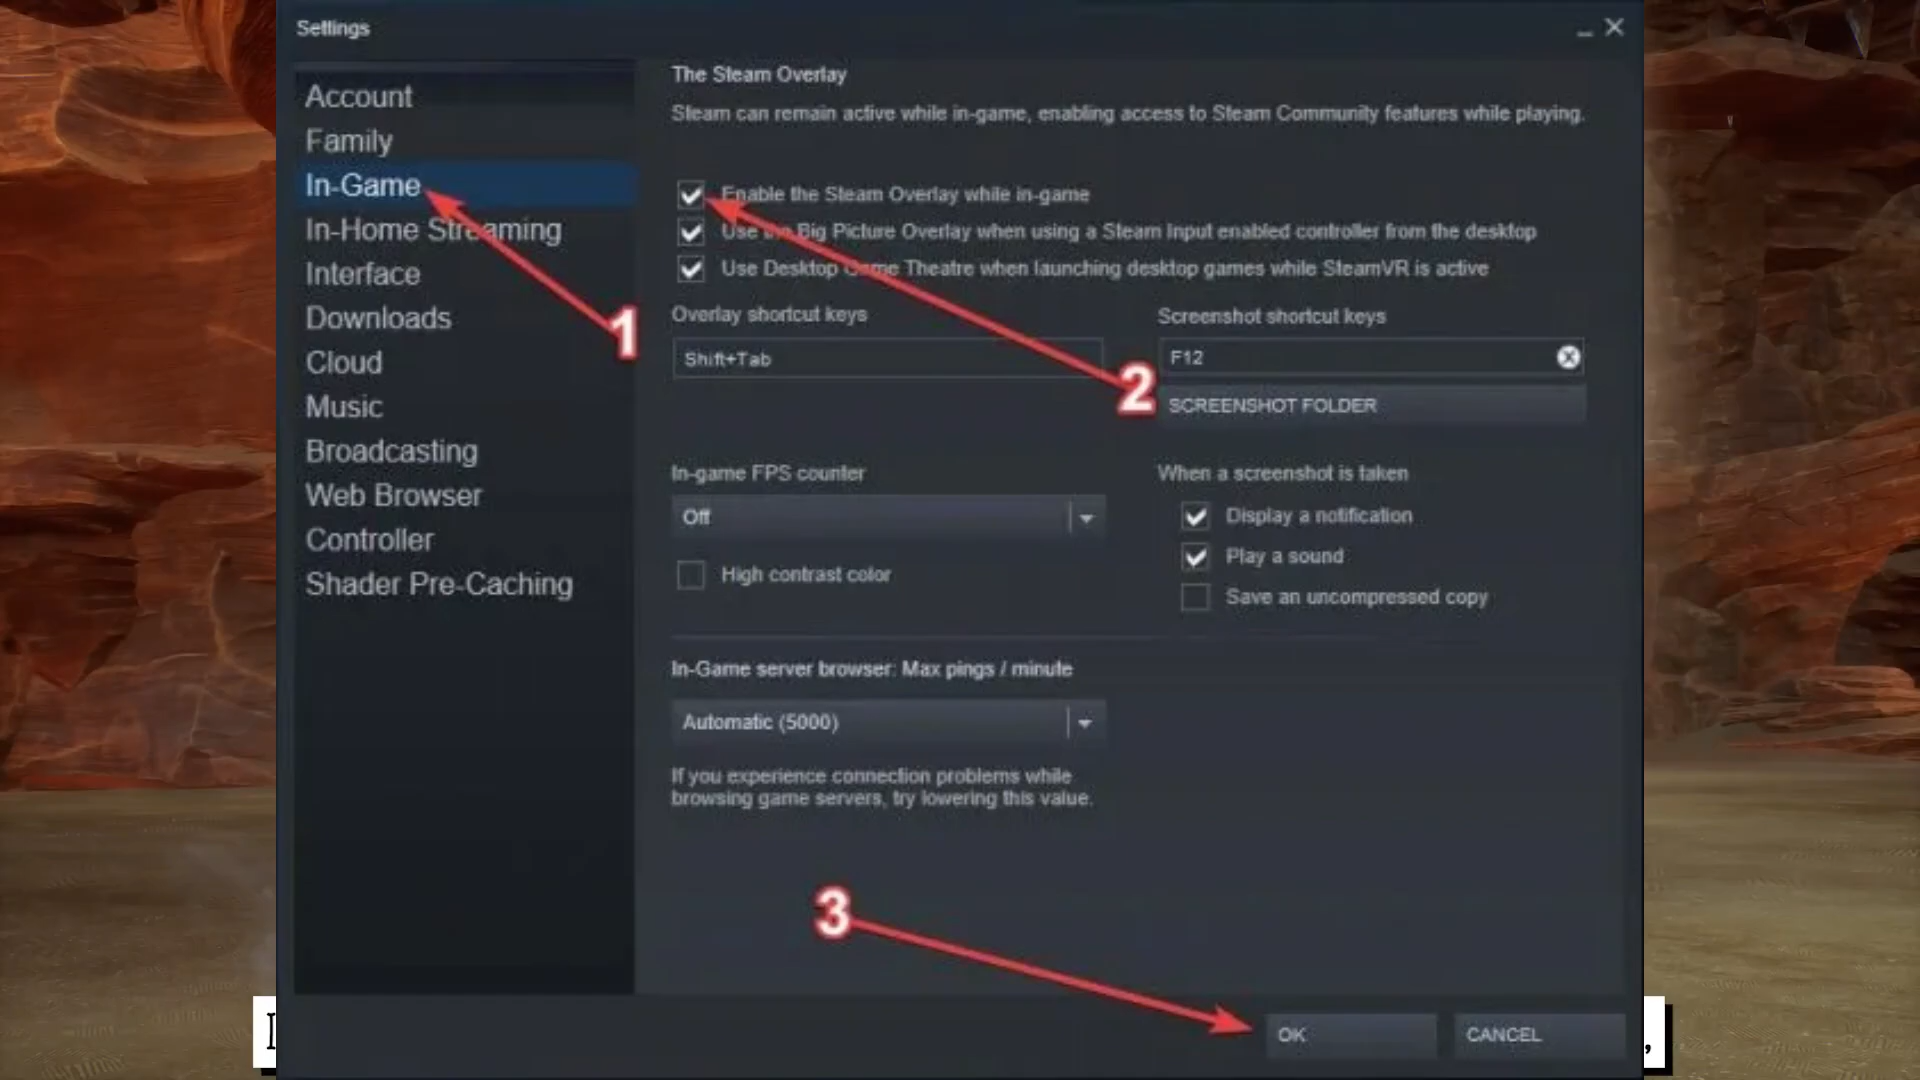 Settings
Account
Family
In-Game
In-Home Streaming
Interface
Downloads
Cloud
Music
Broadcasting
Web Browser
Controller
Shader Pre-Caching
The Steam Overlay
Steam can remain active while in-game, enabling access to Steam Community features while playing.
Enable the Steam Overlay while in-game
Use the Big Picture Overlay when using a Steam Input enabled controller from the desktop
Use Desktop Game Theatre when launching desktop games while SteamVR is active
1
Overlay shortcut keys
Shift+Tab
Screenshot shortcut keys
F12
2
SCREENSHOT FOLDER
In-game FPS counter
Off
High contrast color
When a screenshot is taken
Display a notification
Play a sound
Save an uncompressed copy
In-Game server browser: Max pings / minute
Automatic (5000)
If you experience connection problems while
browsing game servers, try lowering this value.
3
OK
CANCEL